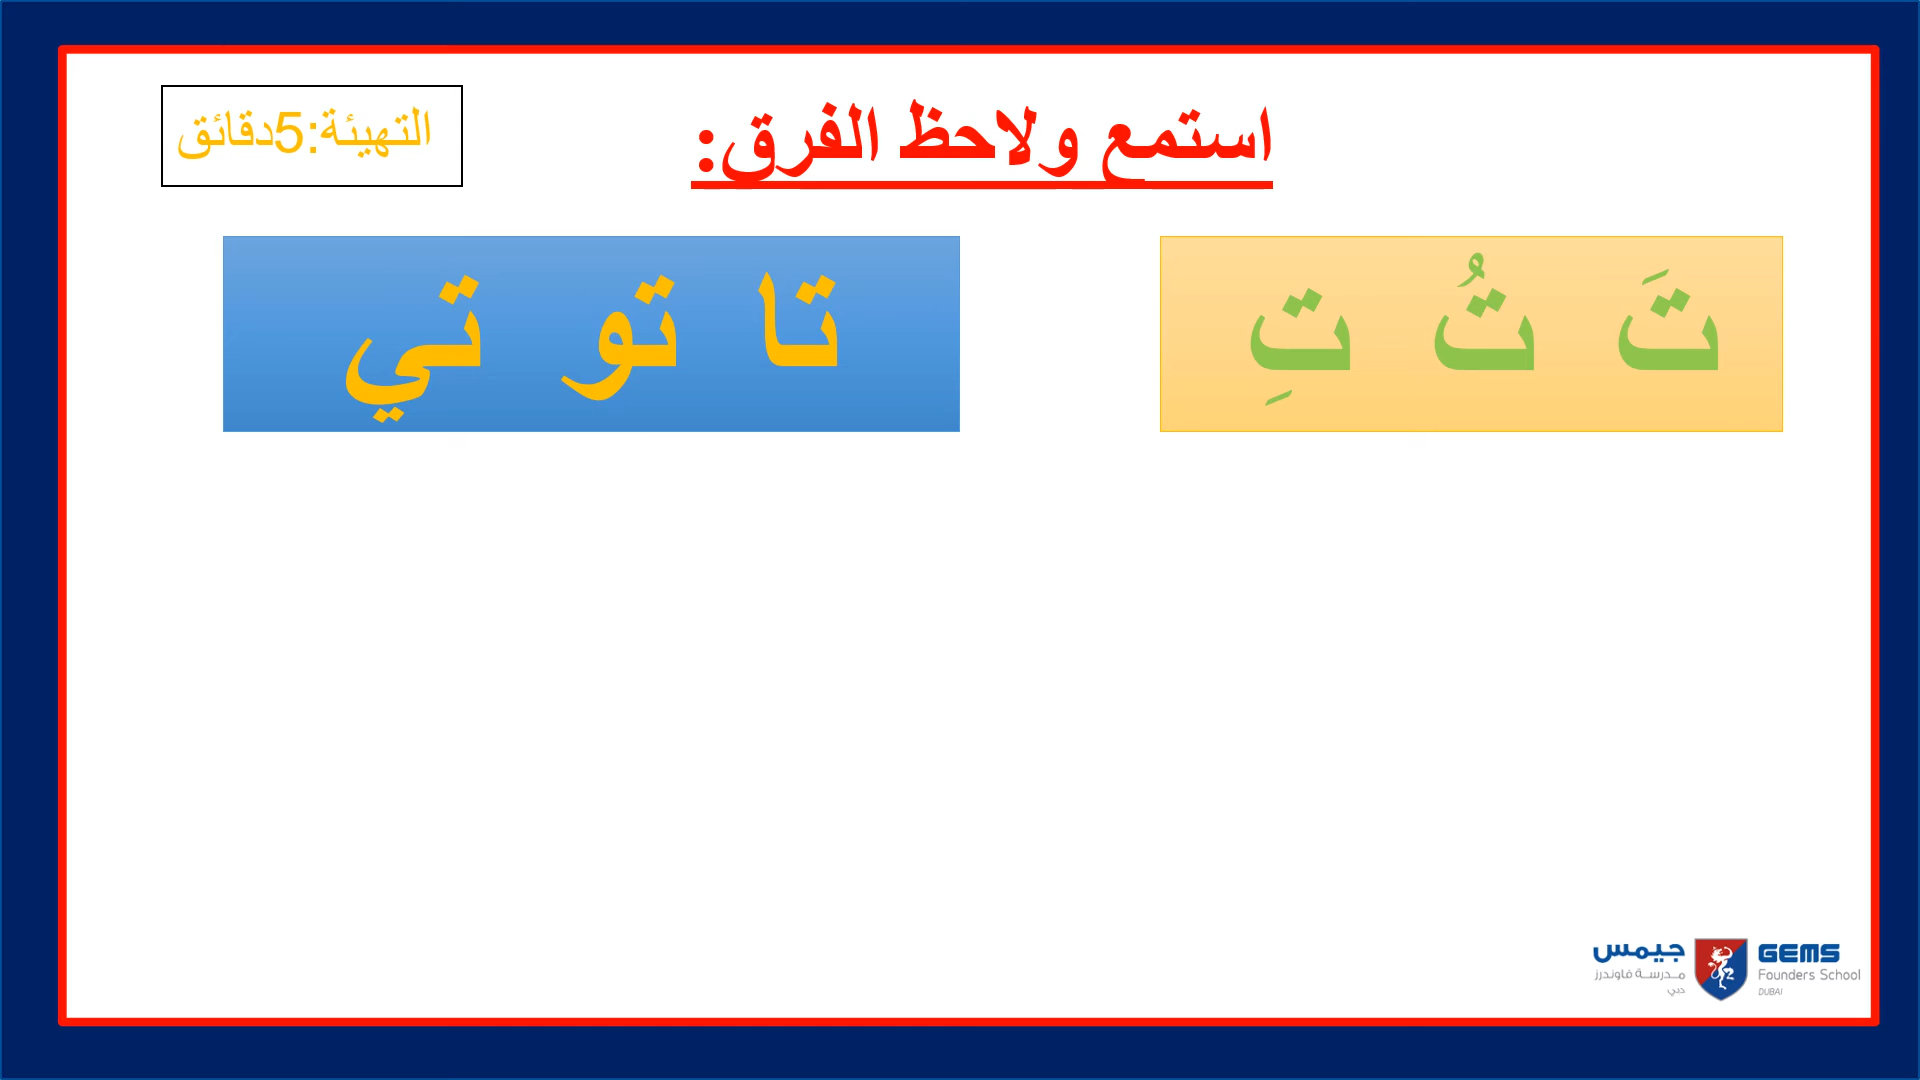 استمع ولاحظ الفرق:
التهيئة:5دقائق
تَ تُ تِ
تا تو تي
جيمس
مدرسة فاوندرز
دبي
GEMS
Founders School
DUBAI